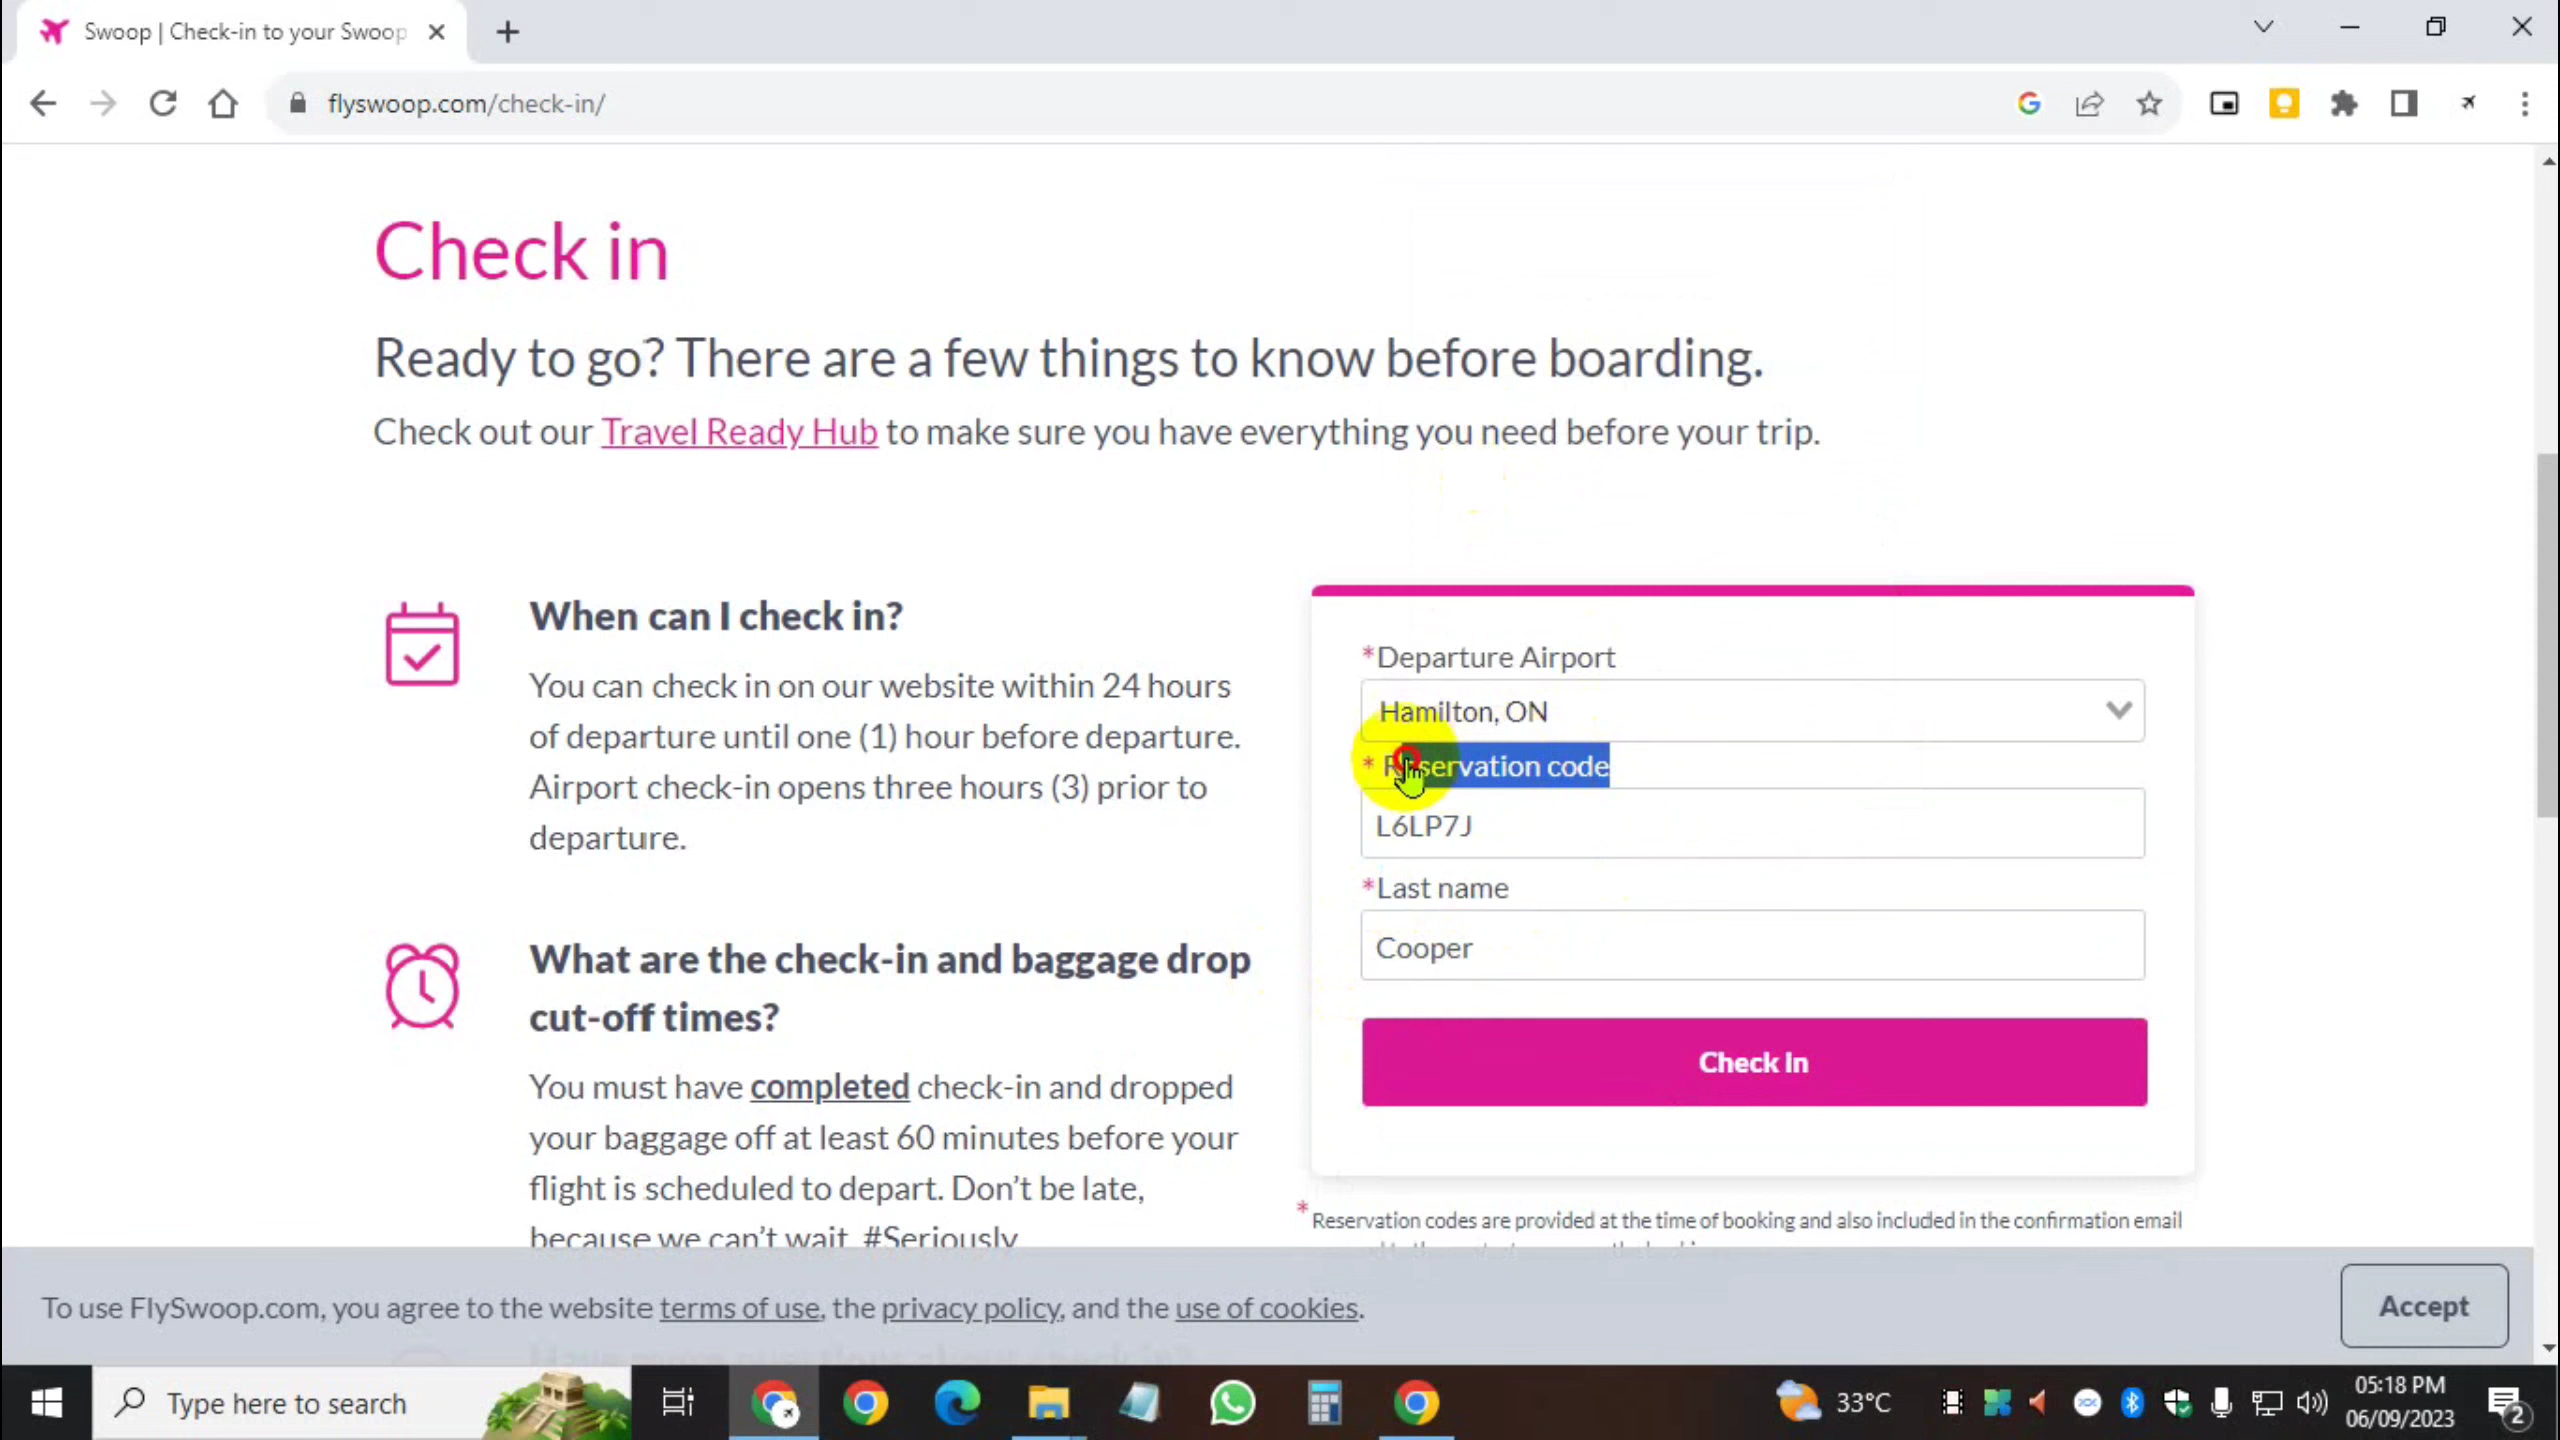 Swoop | Check-in to your Swoop
flyswoop.com/check-in/
Check in
Ready to go? There are a few things to know before boarding.
Check out our Travel Ready Hub to make sure you have everything you need before your trip.
When can I check in?
You can check in on our website within 24 hours
of departure until one (1) hour before departure.
Airport check-in opens three hours (3) prior to
departure.
What are the check-in and baggage drop
cut-off times?
You must have completed check-in and dropped
your baggage off at least 60 minutes before your
flight is scheduled to depart. Don't be late,
because we can't wait. #Seriously
*Departure Airport
Hamilton, ON
* Reservation code
L6LP7J
*Last name
Cooper
Check In
*Reservation codes are provided at the time of booking and also included in the confirmation email
To use FlySwoop.com, you agree to the website terms of use, the privacy policy, and the use of cookies.
Accept
Type here to search
33°C
05:18 PM
06/09/2023
2